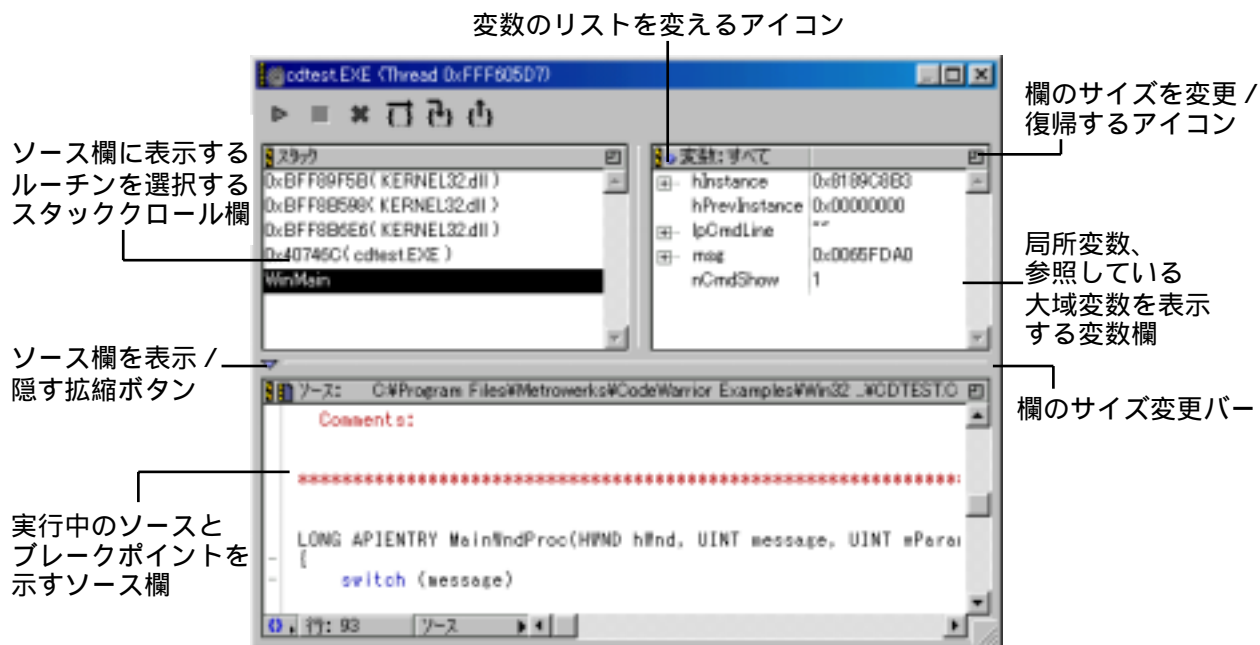 変数のリストを変えるアイコン
cdtest.EXE (Thread 0xFFF605D7)
欄のサイズを変更 /
復帰するアイコン
ソース欄に表示する
ルーチンを選択する
スタッククロール欄
スタック
0xBFF89F5B( KERNEL32.dll )
0xBFF8B598( KERNEL32.dll )
0xBFF8B6E6( KERNEL32.dll )
0x40746C( cdtest.EXE )
WinMain
変数: すべて
hInstance 0x8189C8B3
hPrevInstance 0x00000000
lpCmdLine ""
msg 0x0065FDA0
nCmdShow 1
局所変数、
参照している
大域変数を表示
する変数欄
ソース欄を表示 /
隠す拡縮ボタン
欄のサイズ変更バー
ソース: C:¥Program Files¥Metrowerks¥CodeWarrior Examples¥Win32 ...¥CDTEST.C
Comments:
***************************************************************
LONG APIENTRY MainWndProc(HWND hWnd, UINT message, UINT wParam
{
switch (message)
実行中のソースと
ブレークポイントを
示すソース欄
行: 93 ソース